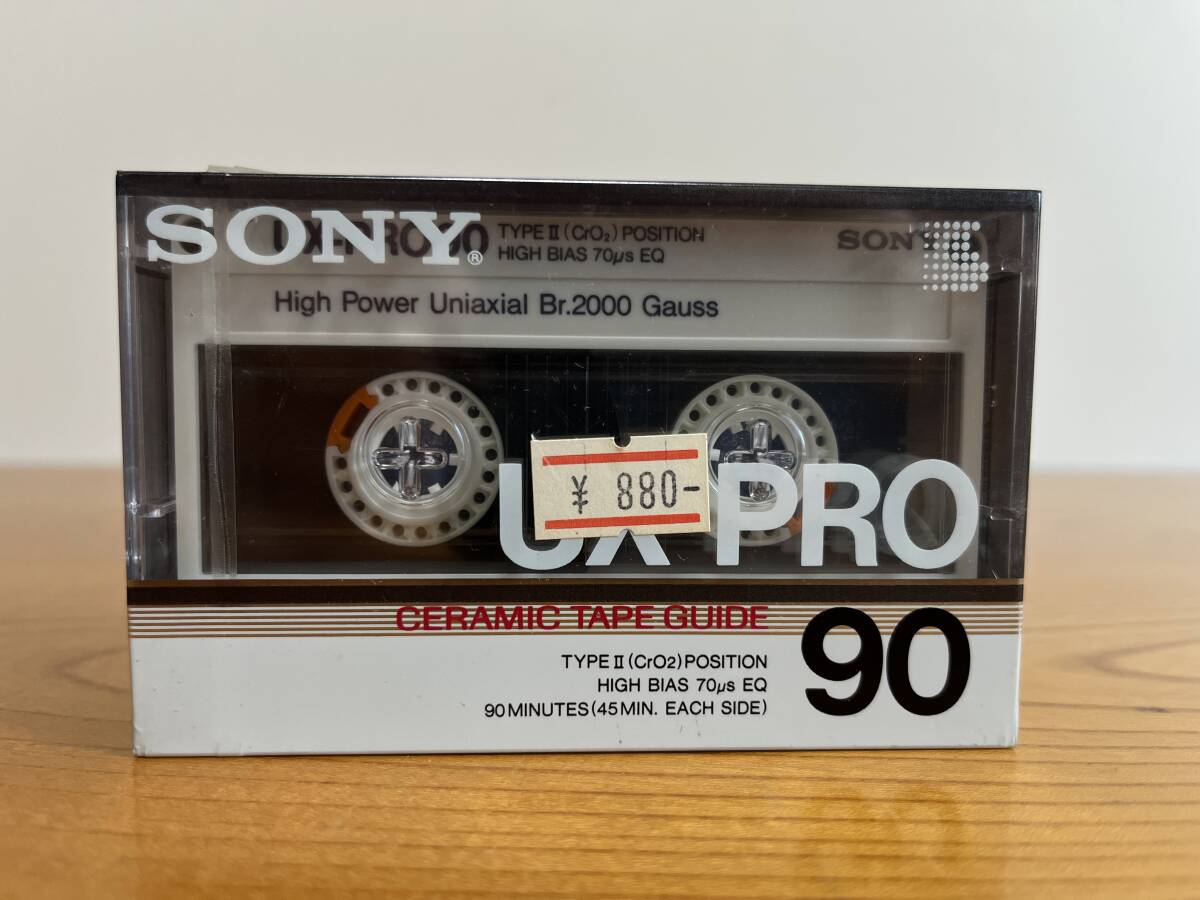 SONY®
UX-PRO 90
TYPE II (CrO₂) POSITION
HIGH BIAS 70μs EQ
SONY
High Power Uniaxial Br.2000 Gauss
¥ 880-
UX PRO
CERAMIC TAPE GUIDE
90
TYPE II (CrO₂) POSITION
HIGH BIAS 70μs EQ
90 MINUTES (45 MIN. EACH SIDE)